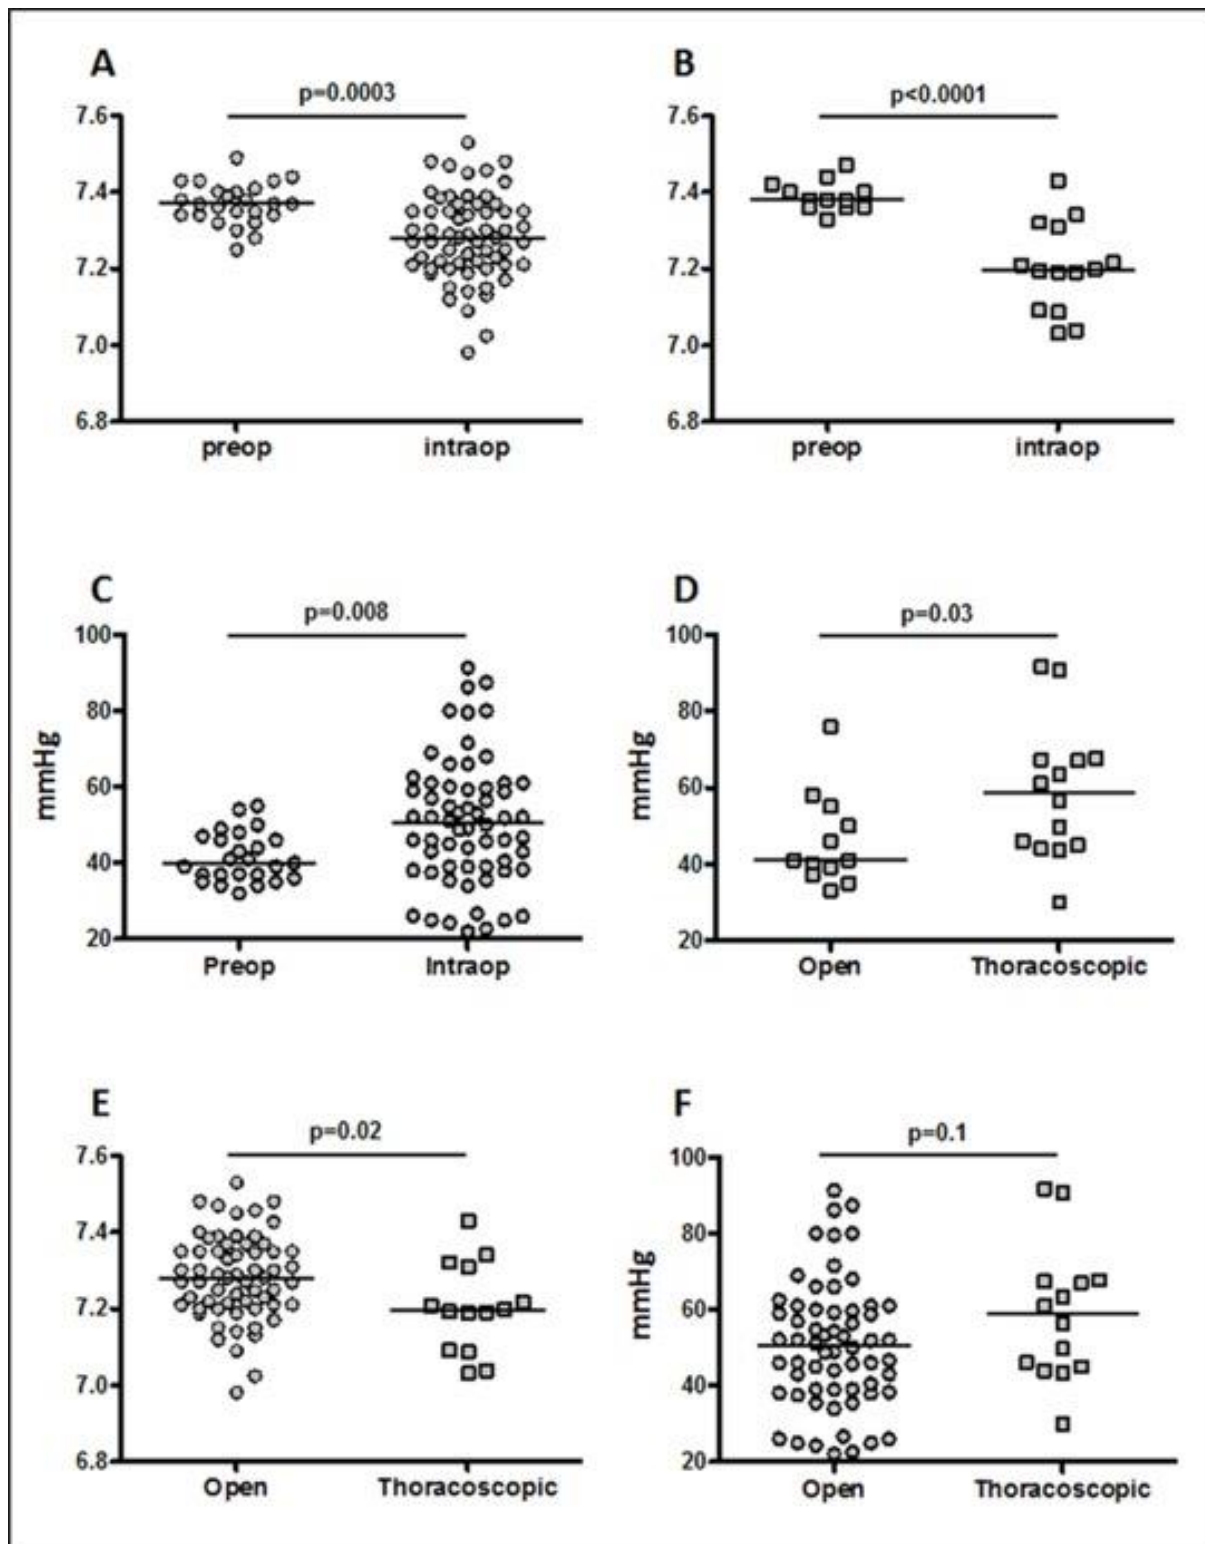 A
B
p=0.0003
p<0.0001
7.6
7.4
7.2
7.0
6.8
preop
intraop
7.6
7.4
7.2
7.0
6.8
preop
intraop
C
D
p=0.008
p=0.03
mmHg
100
80
60
40
20
Preop
Intraop
mmHg
100
80
60
40
20
Open
Thoracoscopic
E
F
p=0.02
p=0.1
7.6
7.4
7.2
7.0
6.8
Open
Thoracoscopic
mmHg
100
80
60
40
20
Open
Thoracoscopic